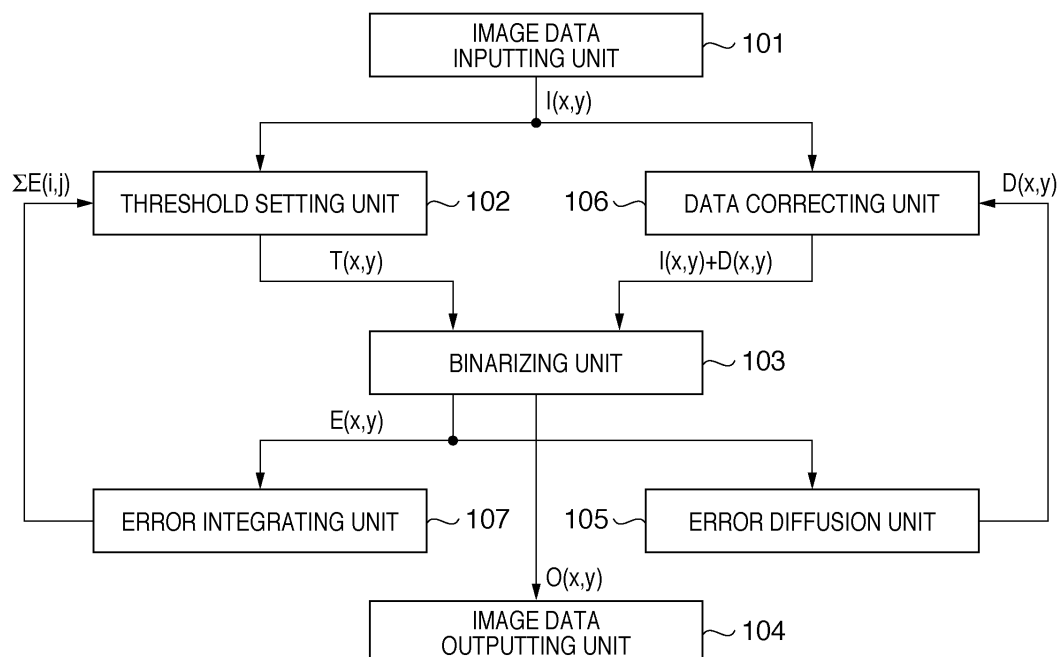 IMAGE DATA
INPUTTING UNIT
101
I(x,y)
ΣE(i,j)
THRESHOLD SETTING UNIT
102
106
DATA CORRECTING UNIT
D(x,y)
T(x,y)
I(x,y)+D(x,y)
BINARIZING UNIT
103
E(x,y)
ERROR INTEGRATING UNIT
107
105
ERROR DIFFUSION UNIT
O(x,y)
IMAGE DATA
OUTPUTTING UNIT
104